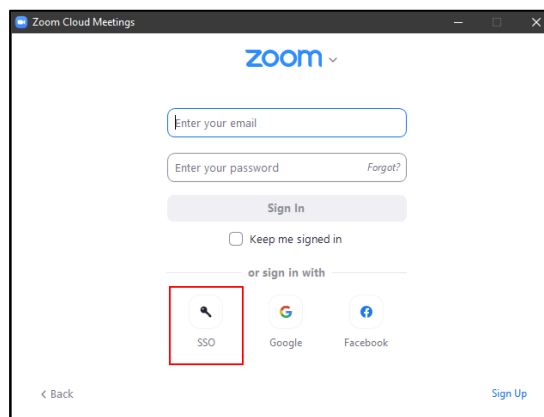 Zoom Cloud Meetings
zoom
Enter your email
Enter your password Forgot?
Sign In
Keep me signed in
or sign in with
SSO Google Facebook
< Back Sign Up